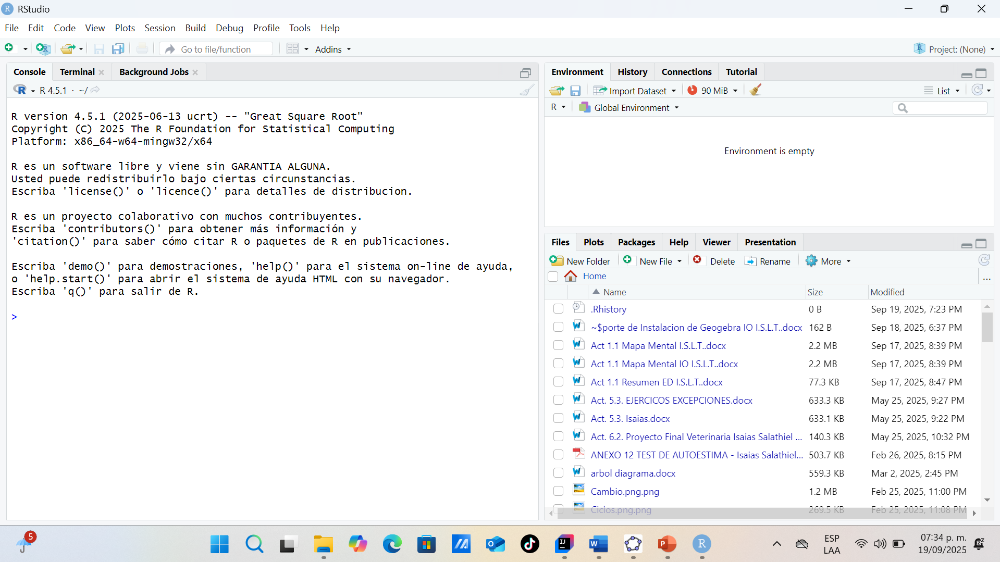 RStudio
File Edit Code View Plots Session Build Debug Profile Tools Help
Go to file/function Addins Project: (None)
Console Terminal Background Jobs
R 4.5.1 · ~/
R version 4.5.1 (2025-06-13 ucrt) -- "Great Square Root"
Copyright (C) 2025 The R Foundation for Statistical Computing
Platform: x86_64-w64-mingw32/x64
R es un software libre y viene sin GARANTIA ALGUNA.
Usted puede redistribuirlo bajo ciertas circunstancias.
Escriba 'license()' o 'licence()' para detalles de distribucion.
R es un proyecto colaborativo con muchos contribuyentes.
Escriba 'contributors()' para obtener más información y
'citation()' para saber cómo citar R o paquetes de R en publicaciones.
Escriba 'demo()' para demostraciones, 'help()' para el sistema on-line de ayuda,
o 'help.start()' para abrir el sistema de ayuda HTML con su navegador.
Escriba 'q()' para salir de R.
>
Environment History Connections Tutorial
Import Dataset 90 MiB List
R Global Environment
Environment is empty
Files Plots Packages Help Viewer Presentation
New Folder New File Delete Rename More
Home ...
Name Size Modified
.Rhistory 0 B Sep 19, 2025, 7:23 PM
~$porte de Instalacion de Geogebra IO I.S.L.T..docx 162 B Sep 18, 2025, 6:37 PM
Act 1.1 Mapa Mental I.S.L.T..docx 2.2 MB Sep 17, 2025, 8:39 PM
Act 1.1 Mapa Mental IO I.S.L.T..docx 2.2 MB Sep 17, 2025, 8:39 PM
Act 1.1 Resumen ED I.S.L.T..docx 77.3 KB Sep 17, 2025, 8:47 PM
Act. 5.3. EJERCICOS EXCEPCIONES.docx 633.3 KB May 25, 2025, 9:27 PM
Act. 5.3. Isaias.docx 633.1 KB May 25, 2025, 9:22 PM
Act. 6.2. Proyecto Final Veterinaria Isaias Salathiel ... 140.3 KB May 25, 2025, 10:32 PM
ANEXO 12 TEST DE AUTOESTIMA - Isaias Salathiel... 503.7 KB Feb 26, 2025, 8:15 PM
arbol diagrama.docx 559.3 KB Mar 2, 2025, 2:45 PM
Cambio.png.png 1.2 MB Feb 25, 2025, 11:00 PM
Ciclos.png.png 269.5 KB Feb 25, 2025, 11:08 PM
5
ESP
LAA
07:34 p. m.
19/09/2025